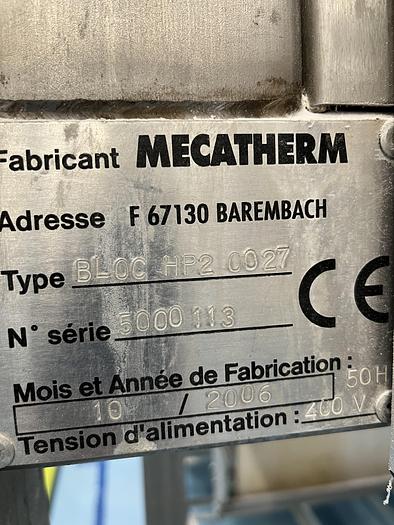 Fabricant MECATHERM
Adresse F 67130 BAREMBACH
Type BLOC HP2 0027
CE
N° série 5000113
Mois et Année de Fabrication :
10 / 2006 50H
Tension d'alimentation : 400 V